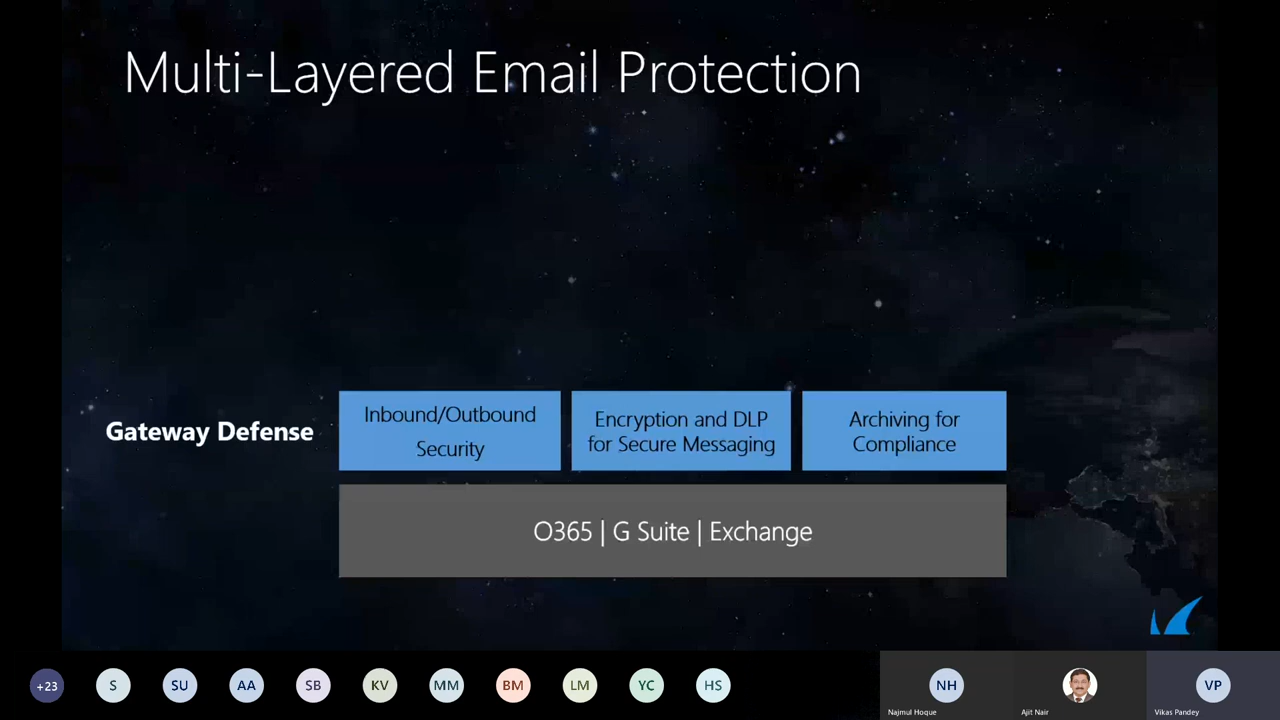 Multi-Layered Email Protection
Gateway Defense
Inbound/Outbound
Security
Encryption and DLP
for Secure Messaging
Archiving for
Compliance
O365 | G Suite | Exchange
+23
S
SU
AA
SB
KV
MM
BM
LM
YC
HS
NH
VP
Najmul Hoque
Ajit Nair
Vikas Pandey